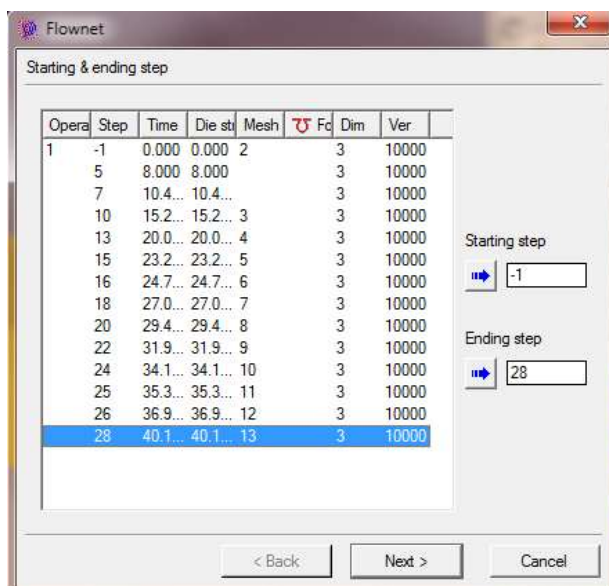 Flownet
Starting & ending step
Opera Step Time Die str Mesh Fo Dim Ver
1 -1 0.000 0.000 2 3 10000
5 8.000 8.000 3 10000
7 10.4... 10.4... 3 10000
10 15.2... 15.2... 3 3 10000
13 20.0... 20.0... 4 3 10000
15 23.2... 23.2... 5 3 10000
16 24.7... 24.7... 6 3 10000
18 27.0... 27.0... 7 3 10000
20 29.4... 29.4... 8 3 10000
22 31.9... 31.9... 9 3 10000
24 34.1... 34.1... 10 3 10000
25 35.3... 35.3... 11 3 10000
26 36.9... 36.9... 12 3 10000
28 40.1... 40.1... 13 3 10000
Starting step
-1
Ending step
28
< Back Next > Cancel